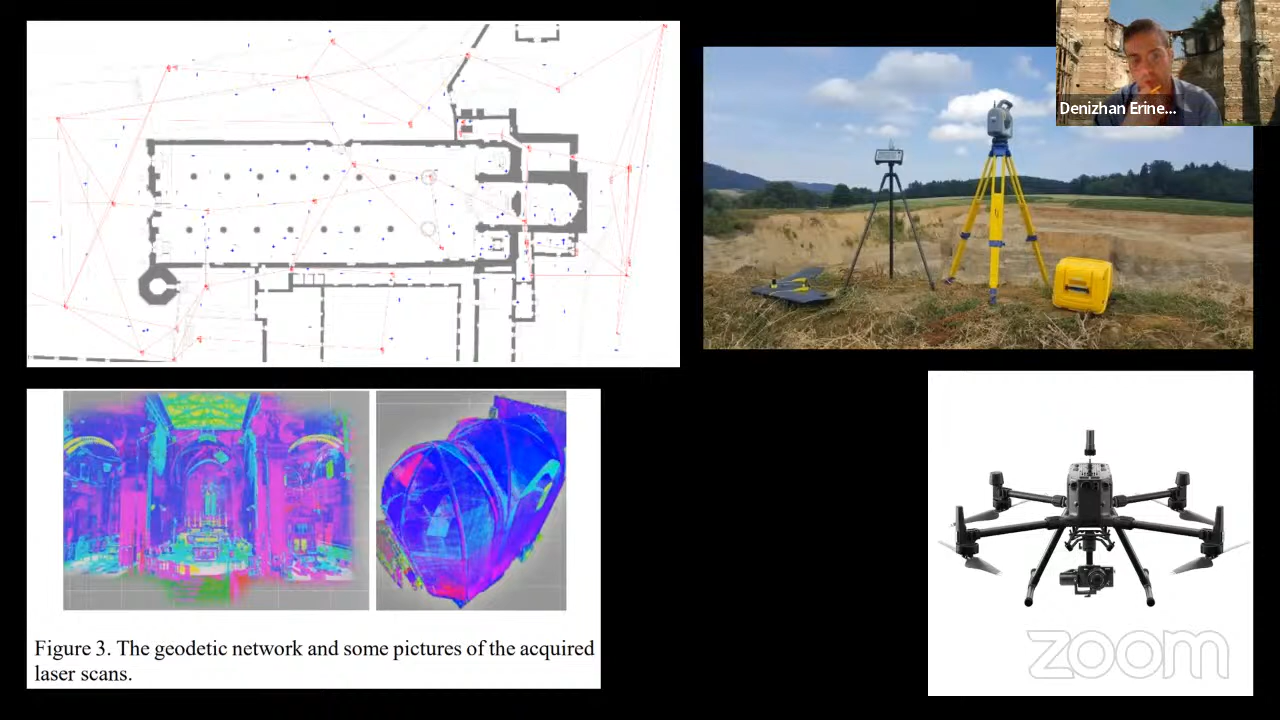 Denizhan Erine...
Figure 3. The geodetic network and some pictures of the acquired
laser scans.
zoom